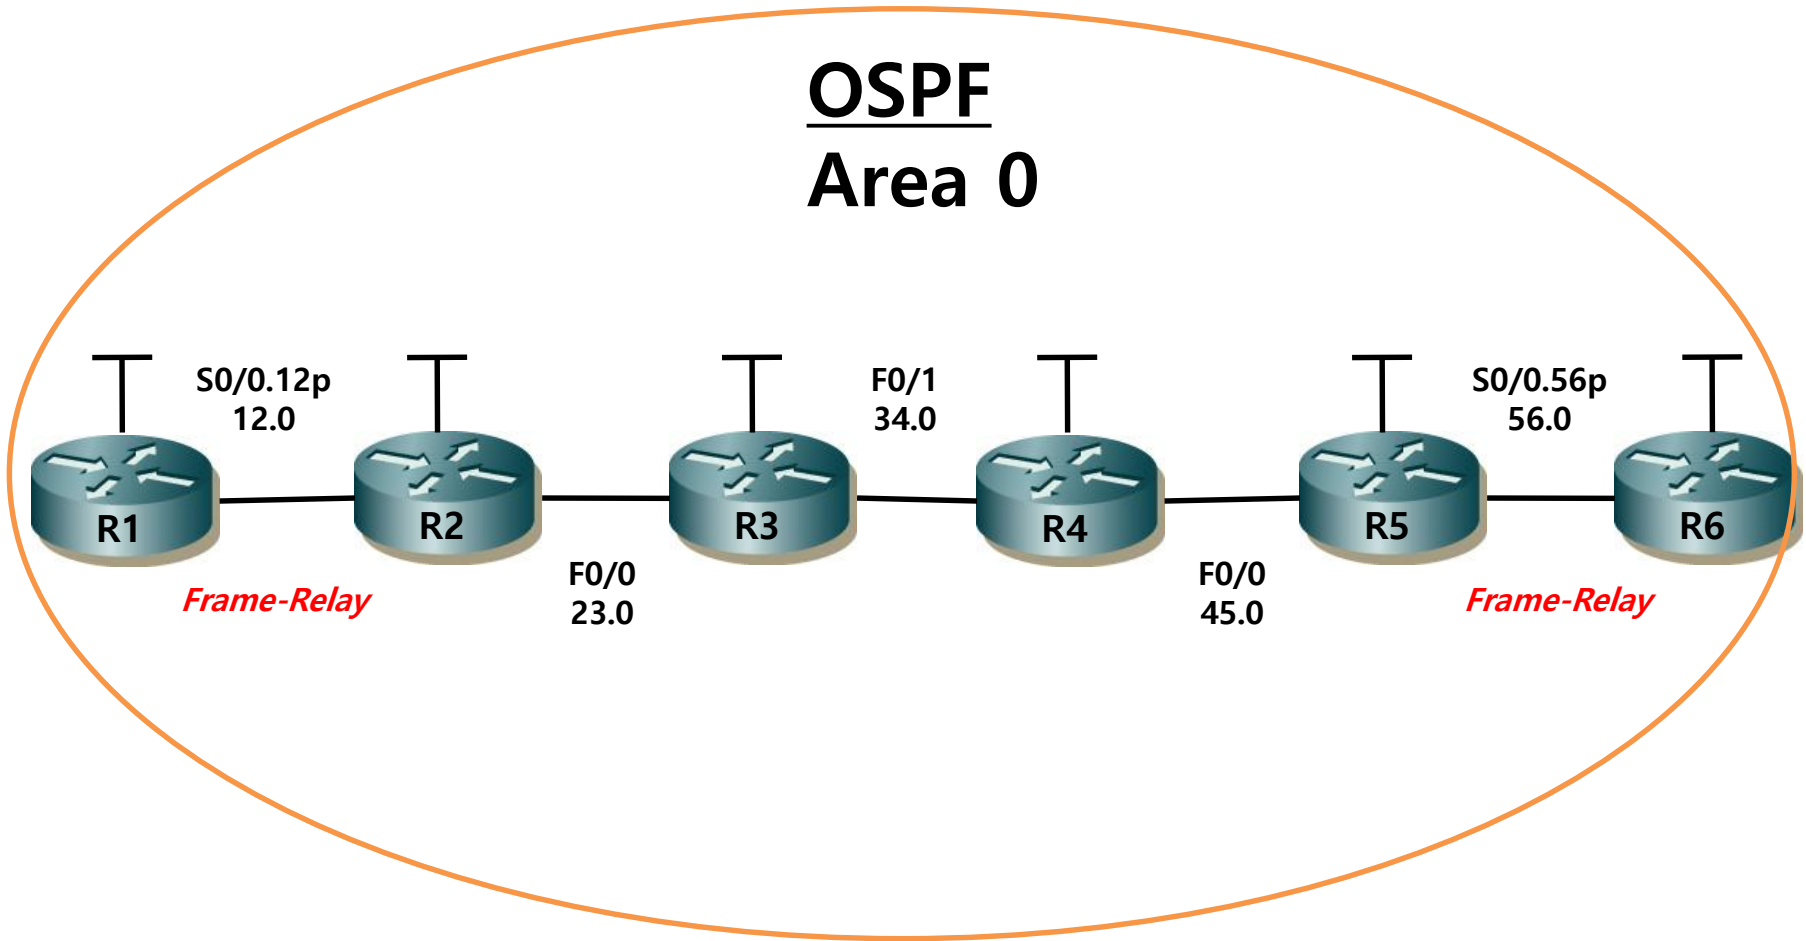 OSPF
Area 0
S0/0.12p
12.0
F0/1
34.0
S0/0.56p
56.0
R1
R2
R3
R4
R5
R6
Frame-Relay
F0/0
23.0
F0/0
45.0
Frame-Relay